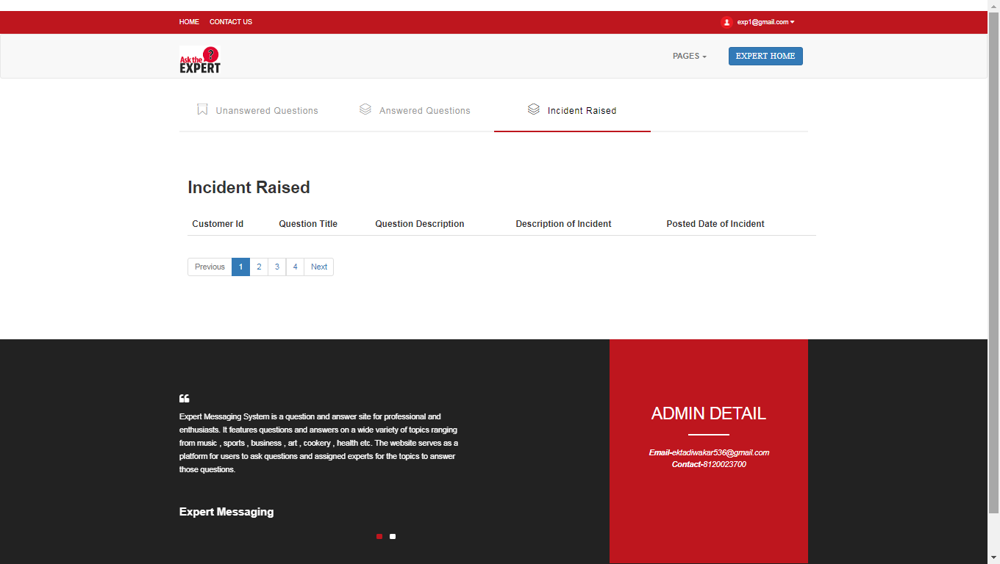 HOME CONTACT US exp1@gmail.com
Ask the ?
EXPERT
PAGES EXPERT HOME
Unanswered Questions Answered Questions Incident Raised
Incident Raised
Customer Id Question Title Question Description Description of Incident Posted Date of Incident
Previous 1 2 3 4 Next
Expert Messaging System is a question and answer site for professional and
enthusiasts. It features questions and answers on a wide variety of topics ranging
from music , sports , business , art , cookery , health etc. The website serves as a
platform for users to ask questions and assigned experts for the topics to answer
those questions.
Expert Messaging
ADMIN DETAIL
Email-ektadiwakar536@gmail.com
Contact-8120023700